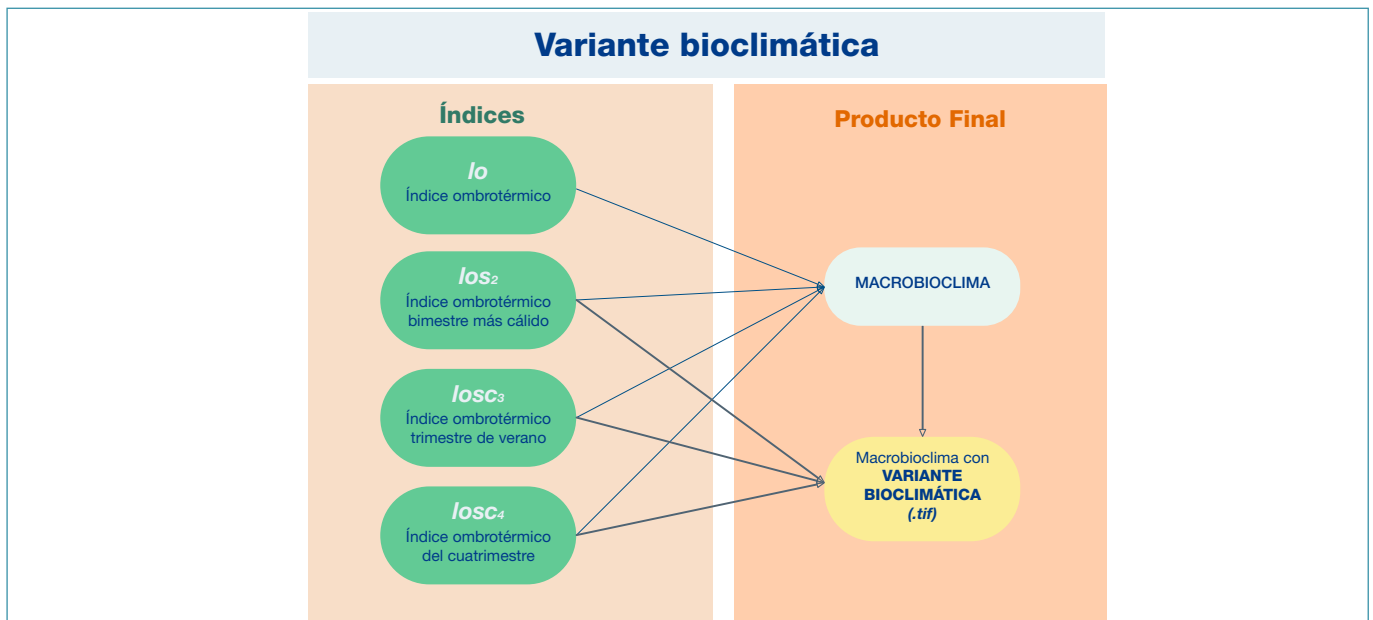 Variante bioclimática
Índices
Io
Índice ombrotérmico
Ios₂
Índice ombrotérmico
bimestre más cálido
Iosc₃
Índice ombrotérmico
trimestre de verano
Iosc₄
Índice ombrotérmico
del cuatrimestre
Producto Final
MACROBIOCLIMA
Macrobioclima con
VARIANTE
BIOCLIMÁTICA
(.tif)